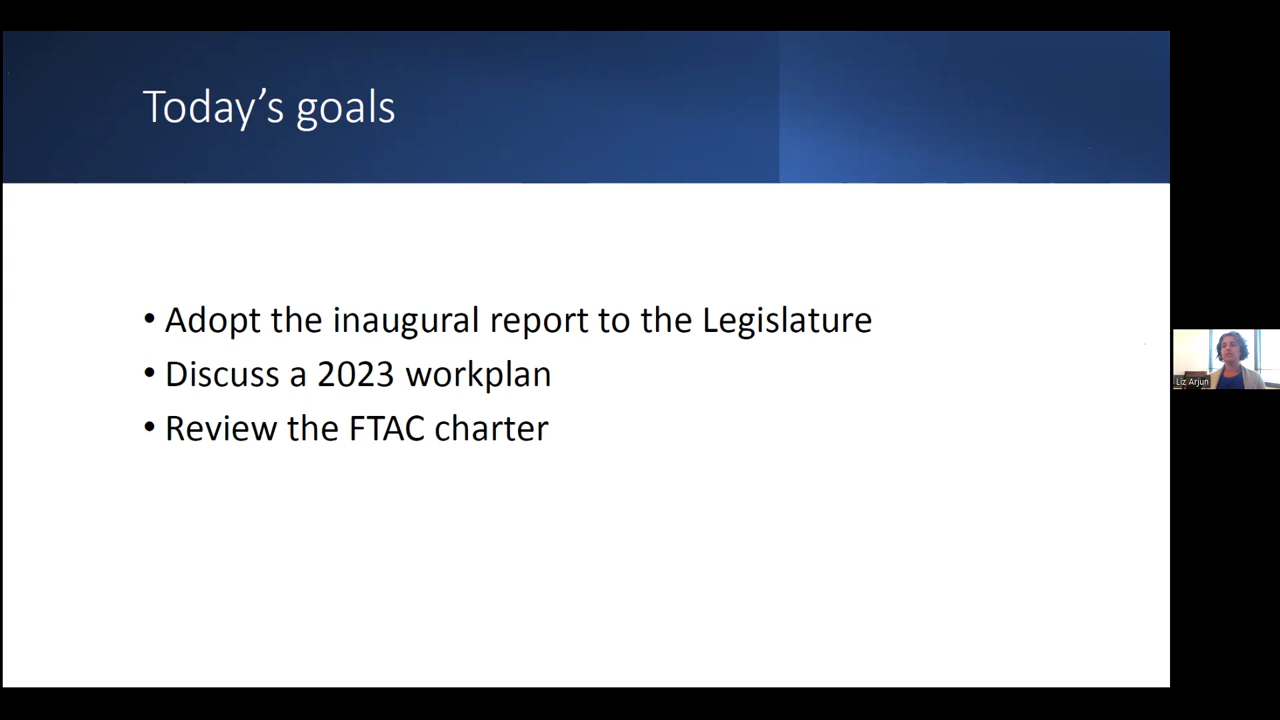 Today’s goals
• Adopt the inaugural report to the Legislature
• Discuss a 2023 workplan
• Review the FTAC charter
Liz Arjun